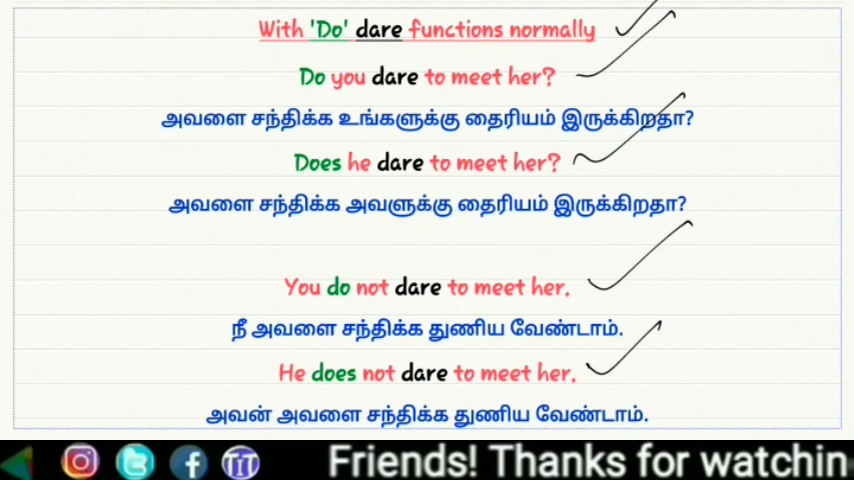 With 'Do' dare functions normally
Do you dare to meet her?
அவளை சந்திக்க உங்களுக்கு தைரியம் இருக்கிறதா?
Does he dare to meet her?
அவளை சந்திக்க அவளுக்கு தைரியம் இருக்கிறதா?
You do not dare to meet her.
நீ அவளை சந்திக்க துணிய வேண்டாம்.
He does not dare to meet her.
அவன் அவளை சந்திக்க துணிய வேண்டாம்.
Friends! Thanks for watchin